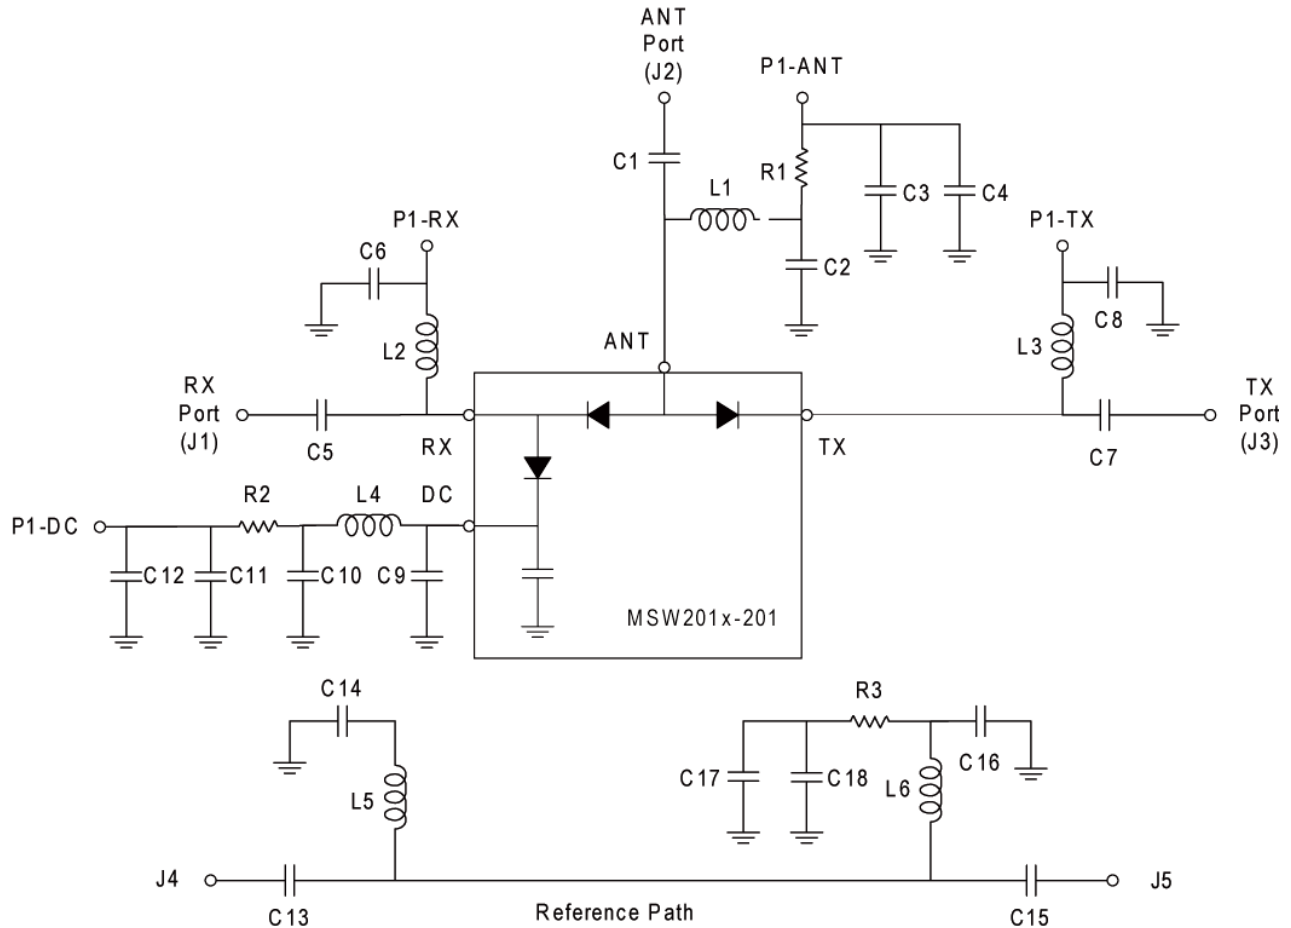 ANT
Port
(J2)
P1-ANT
C1
L1
R1
C3
C4
P1-RX
P1-TX
C6
C2
C8
L2
ANT
L3
RX
Port
(J1)
TX
Port
(J3)
C5
RX
TX
C7
R2
L4
DC
P1-DC
C12
C11
C10
C9
MSW201x-201
C14
R3
C17
C18
L6
C16
L5
J4
J5
C13
Reference Path
C15